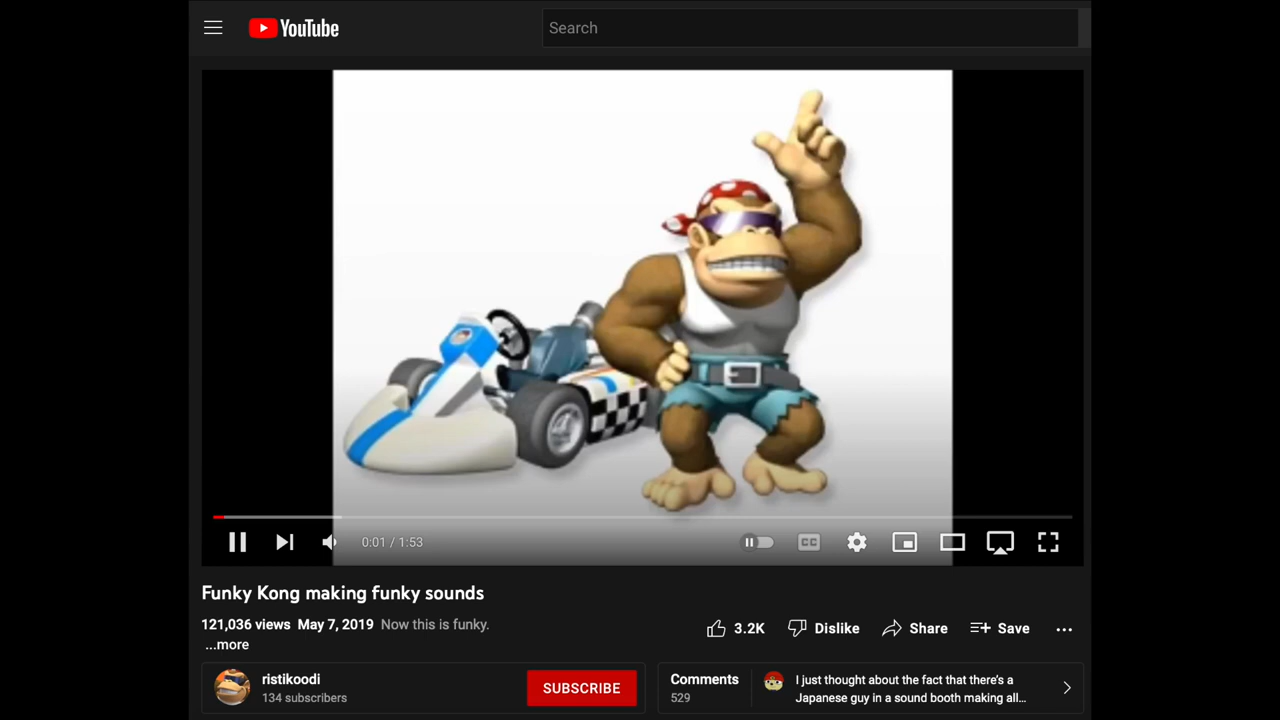 YouTube
Search
0:01 / 1:53
CC
Funky Kong making funky sounds
121,036 views May 7, 2019 Now this is funky.
...more
3.2K Dislike Share Save
ristikoodi
134 subscribers
SUBSCRIBE
Comments
529
I just thought about the fact that there's a
Japanese guy in a sound booth making all...